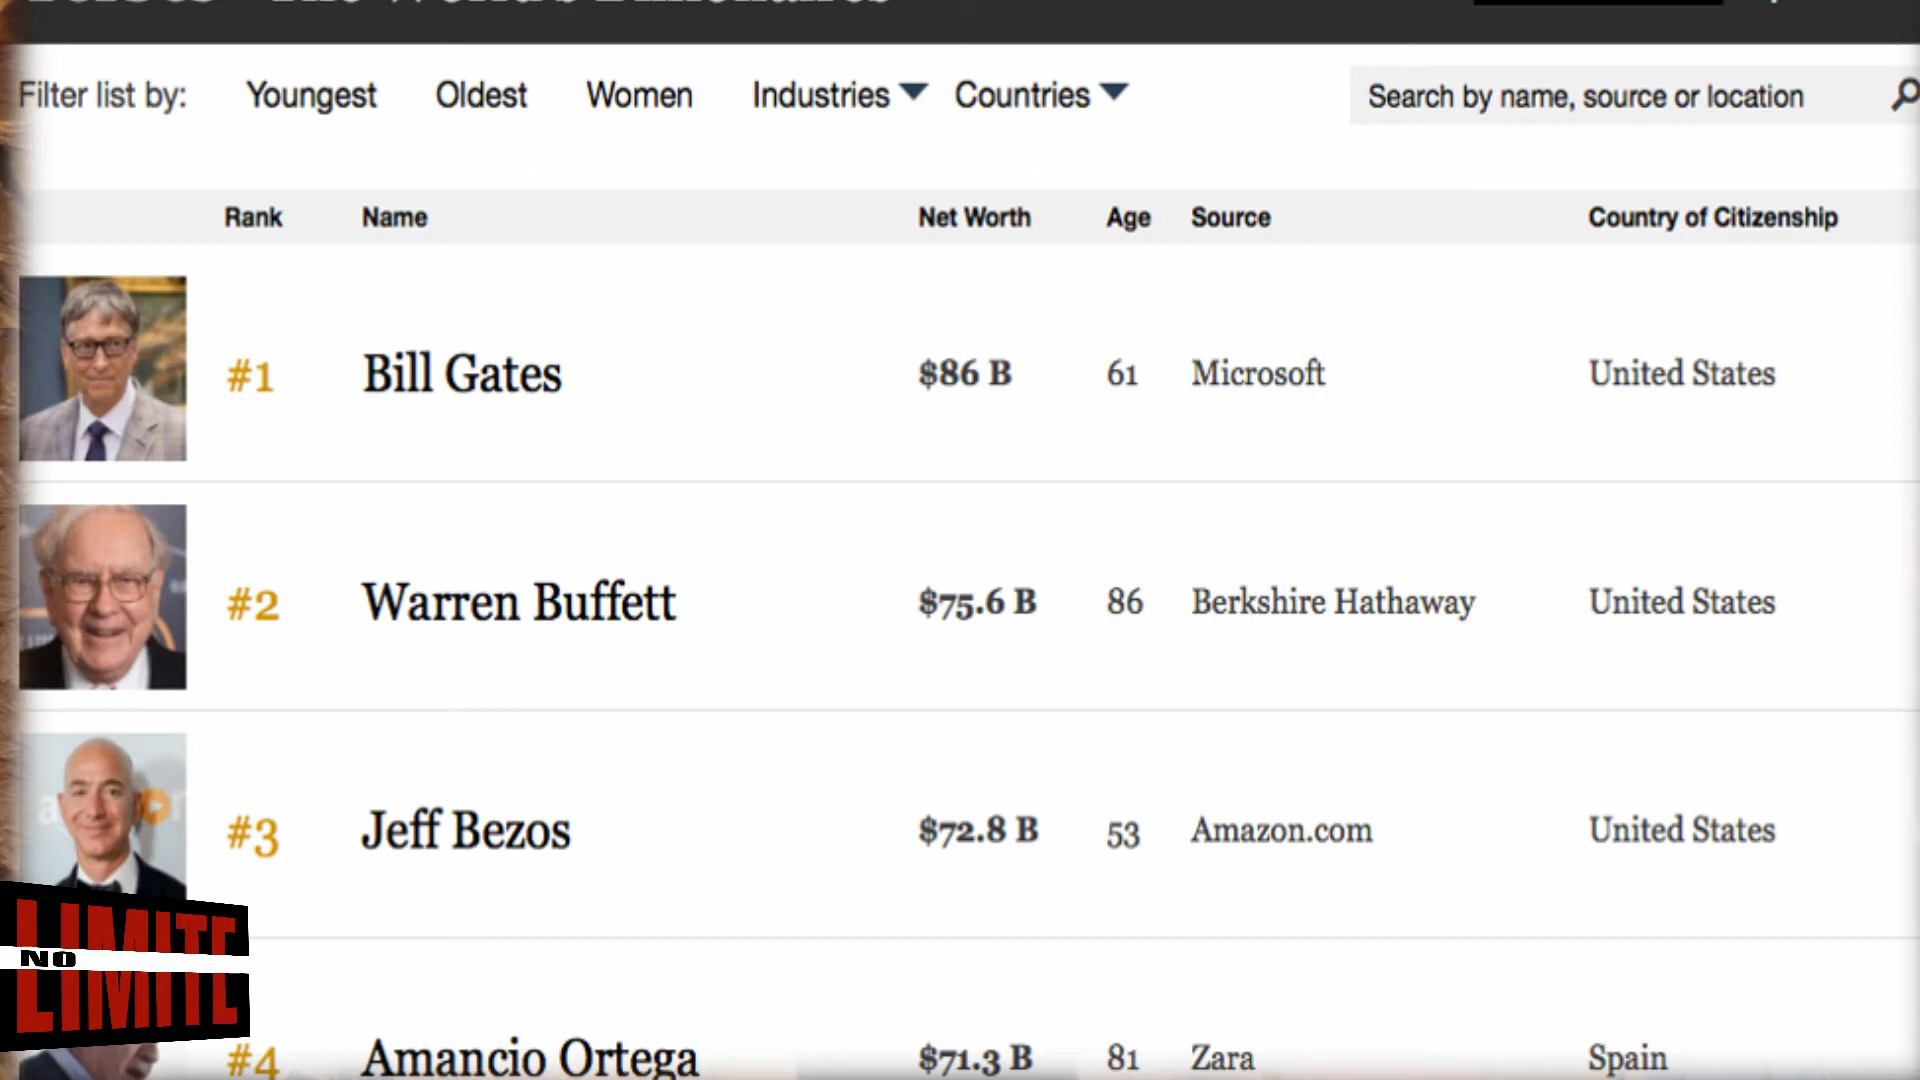 Filter list by: Youngest Oldest Women Industries Countries Search by name, source or location
Rank Name Net Worth Age Source Country of Citizenship
#1 Bill Gates $86 B 61 Microsoft United States
#2 Warren Buffett $75.6 B 86 Berkshire Hathaway United States
#3 Jeff Bezos $72.8 B 53 Amazon.com United States
#4 Amancio Ortega $71.3 B 81 Zara Spain
NO LIMITE